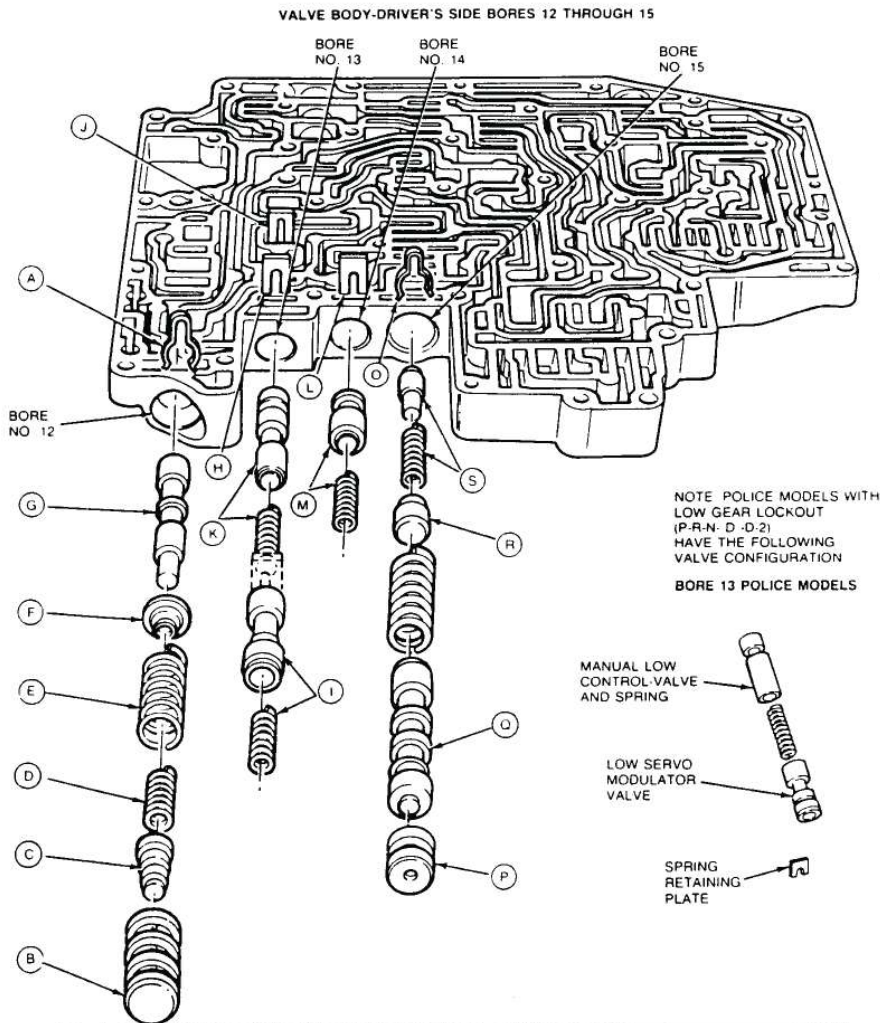 VALVE BODY-DRIVER'S SIDE BORES 12 THROUGH 15
BORE
NO. 13
BORE
NO. 14
BORE
NO. 15
J
A
BORE
NO 12
L
O
H
G
M
S
K
R
F
NOTE POLICE MODELS WITH
LOW GEAR LOCKOUT
(P-R-N- D -D-2)
HAVE THE FOLLOWING
VALVE CONFIGURATION
BORE 13 POLICE MODELS
E
I
MANUAL LOW
CONTROL-VALVE
AND SPRING
Q
D
LOW SERVO
MODULATOR
VALVE
C
P
SPRING
RETAINING
PLATE
B